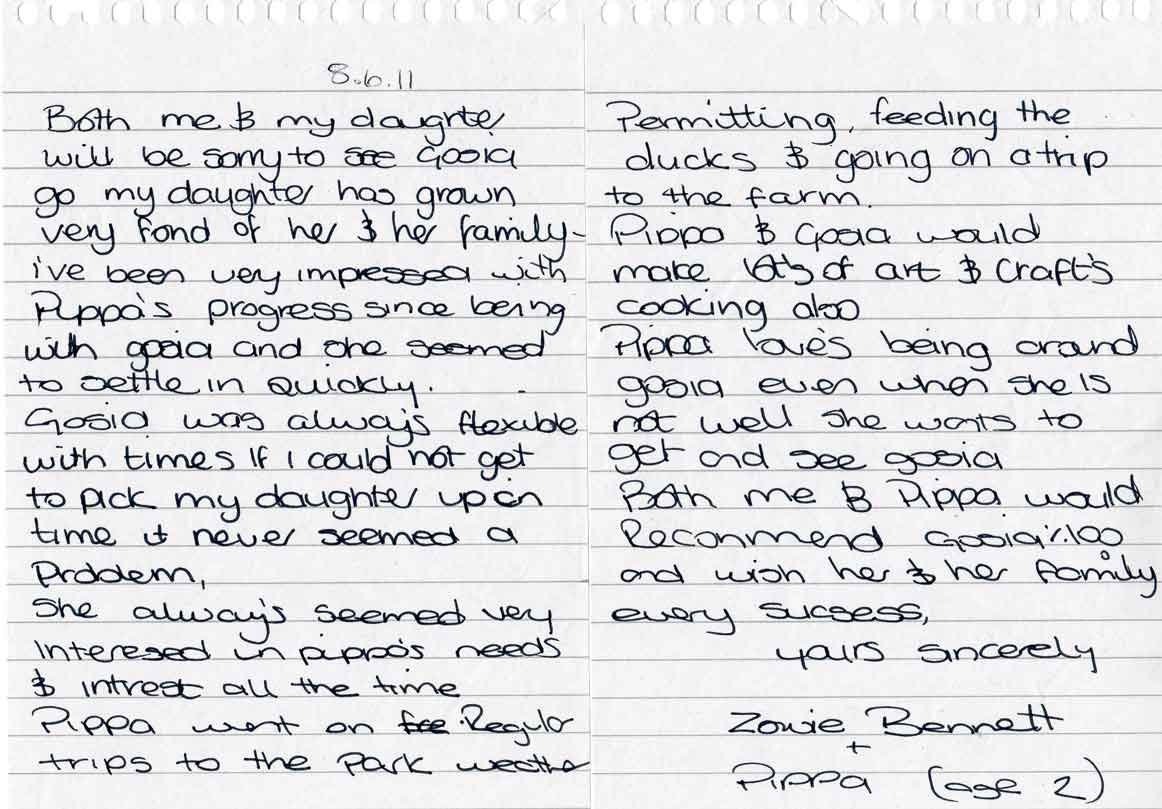 8.6.11
Both me & my daugrte
will be sorry to see Gosia
go my daughter has grown
very fond of her & her family-
i've been very impressed with
Pippa's progress since being
with gosia and she seemed
to settle in quickly.
Gosia was always flexible
with times If I could not get
to pick my daughter up on
time it never seemed a
Problem,
She alway's seemed very
Interesed in pippa's needs
& intrest all the time
Pippa went on Regular
trips to the Park weather
Permitting, feeding the
ducks & going on a trip
to the farm.
Pippa & Gosia would
make lot's of art & Craft's
cooking also
Pippa love's being around
gosia even when she is
not well she wants to
get and see gosia
Both me & Pippa would
Reconmend Gosia %100
and wish her & her family
every sucsess,
yours sincerely
Zowie Bennett
+
Pippa (age 2)